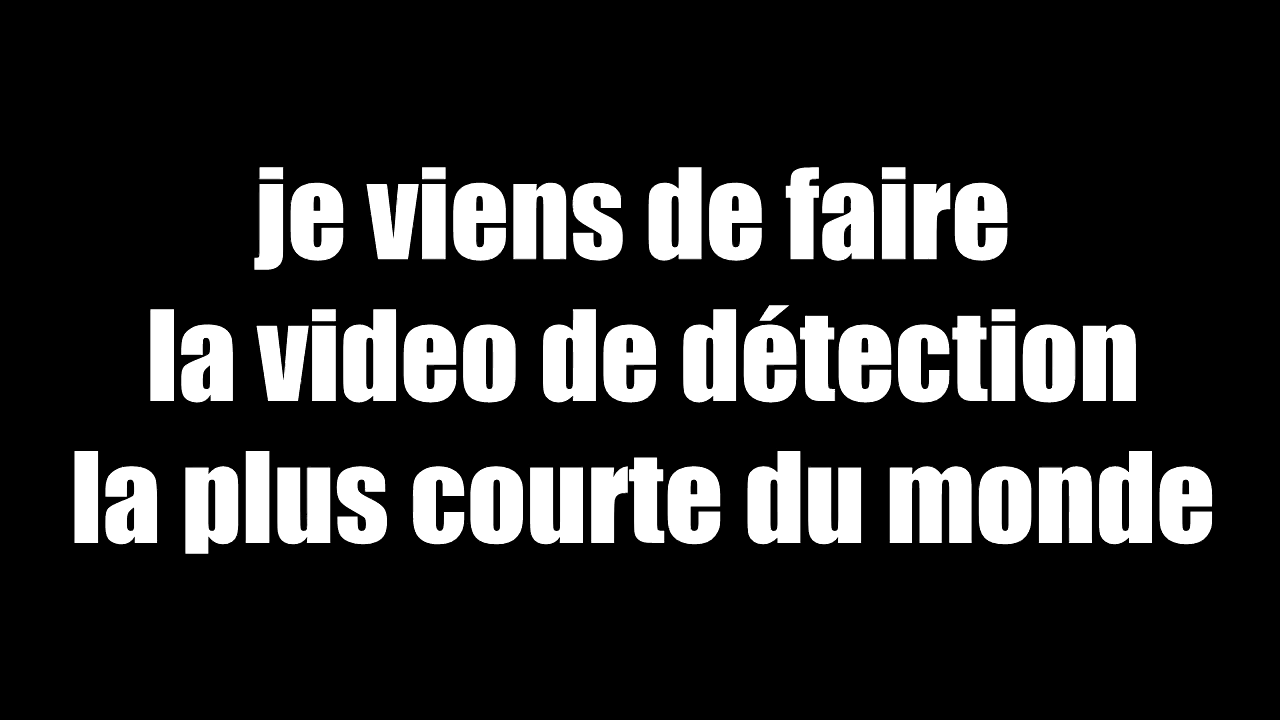 je viens de faire
la video de détection
la plus courte du monde